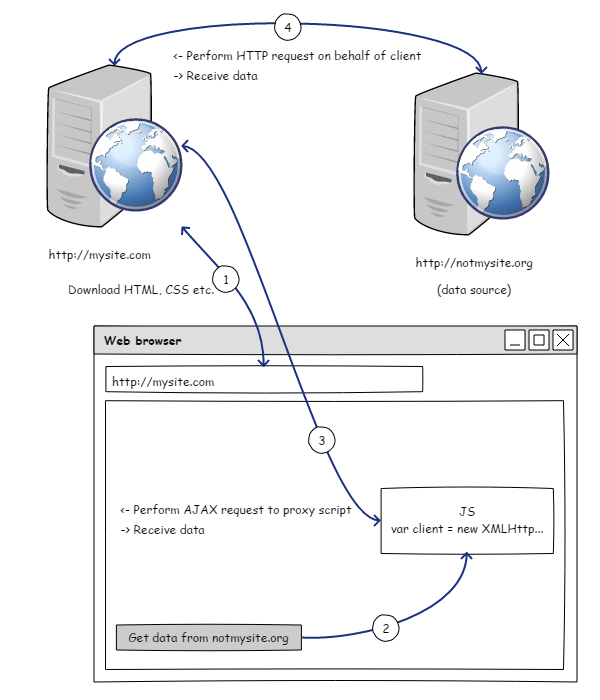 4
<- Perform HTTP request on behalf of client
-> Receive data
http://mysite.com
http://notmysite.org
Download HTML, CSS etc.
1
(data source)
Web browser
http://mysite.com
3
<- Perform AJAX request to proxy script
-> Receive data
JS
var client = new XMLHttp...
Get data from notmysite.org
2